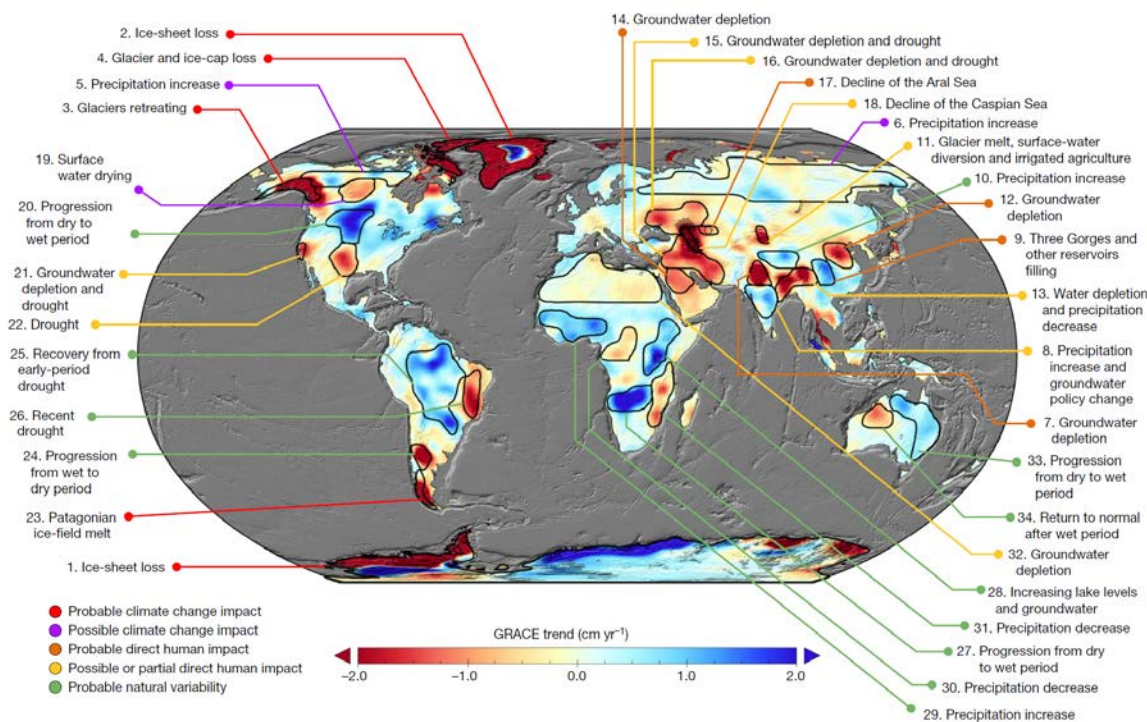 2. Ice-sheet loss
4. Glacier and ice-cap loss
5. Precipitation increase
3. Glaciers retreating
19. Surface
water drying
20. Progression
from dry to
wet period
21. Groundwater
depletion and
drought
22. Drought
25. Recovery from
early-period
drought
26. Recent
drought
24. Progression
from wet to
dry period
23. Patagonian
ice-field melt
1. Ice-sheet loss
14. Groundwater depletion
15. Groundwater depletion and drought
16. Groundwater depletion and drought
17. Decline of the Aral Sea
18. Decline of the Caspian Sea
6. Precipitation increase
11. Glacier melt, surface-water
diversion and irrigated agriculture
10. Precipitation increase
12. Groundwater
depletion
9. Three Gorges and
other reservoirs
filling
13. Water depletion
and precipitation
decrease
8. Precipitation
increase and
groundwater
policy change
7. Groundwater
depletion
33. Progression
from dry to wet
period
34. Return to normal
after wet period
32. Groundwater
depletion
28. Increasing lake levels
and groundwater
31. Precipitation decrease
27. Progression from dry
to wet period
30. Precipitation decrease
29. Precipitation increase
Probable climate change impact
Possible climate change impact
Probable direct human impact
Possible or partial direct human impact
Probable natural variability
GRACE trend (cm yr⁻¹)
−2.0 −1.0 0.0 1.0 2.0